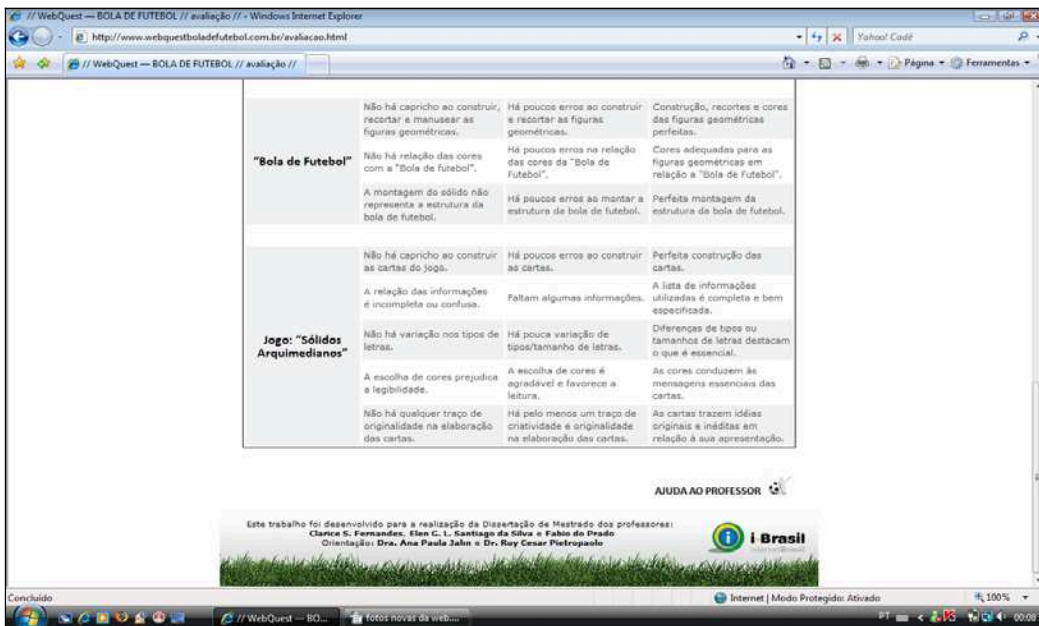 // WebQuest — BOLA DE FUTEBOL // avaliação // - Windows Internet Explorer
http://www.webquestboladefutebol.com.br/avaliacao.html
Yahoo! Cadê
// WebQuest — BOLA DE FUTEBOL // avaliação //
Página
Ferramentas
"Bola de Futebol"
Não há capricho ao construir,
recortar e manusear as
figuras geométricas.
Há poucos erros ao construir
e recortar as figuras
geométricas.
Construção, recortes e cores
das figuras geométricas
perfeitas.
Não há relação das cores
com a "Bola de futebol".
Há poucos erros na relação
das cores da "Bola de
Futebol".
Cores adequadas para as
figuras geométricas em
relação a "Bola de Futebol".
A montagem do sólido não
representa a estrutura da
bola de futebol.
Há poucos erros ao montar a
estrutura da bola de futebol.
Perfeita montagem da
estrutura da bola de futebol.
Jogo: "Sólidos
Arquimedianos"
Não há capricho ao construir
as cartas do jogo.
Há poucos erros ao construir
as cartas.
Perfeita construção das
cartas.
A relação das informações
é incompleta ou confusa.
Faltam algumas informações.
A lista de informações
utilizadas é completa e bem
especificada.
Não há variação nos tipos de
letras.
Há pouca variação de
tipos/tamanho de letras.
Diferenças de tipos ou
tamanhos de letras destacam
o que é essencial.
A escolha de cores prejudica
a legibilidade.
A escolha de cores é
agradável e favorece a
leitura.
As cores conduzem às
mensagens essenciais das
cartas.
Não há qualquer traço de
originalidade na elaboração
das cartas.
Há pelo menos um traço de
criatividade e originalidade
na elaboração das cartas.
As cartas trazem idéias
originais e inéditas em
relação à sua apresentação.
AJUDA AO PROFESSOR
Este trabalho foi desenvolvido para a realização da Dissertação de Mestrado dos professores:
Clarice S. Fernandes, Elen G. L. Santiago da Silva e Fabio do Prado
Orientação: Dra. Ana Paula Jahn e Dr. Ruy Cesar Pietropaolo
i-Brasil
Concluído
Internet | Modo Protegido: Ativado
100%
// WebQuest — BO...
fotos novas da web....
PT
00:08